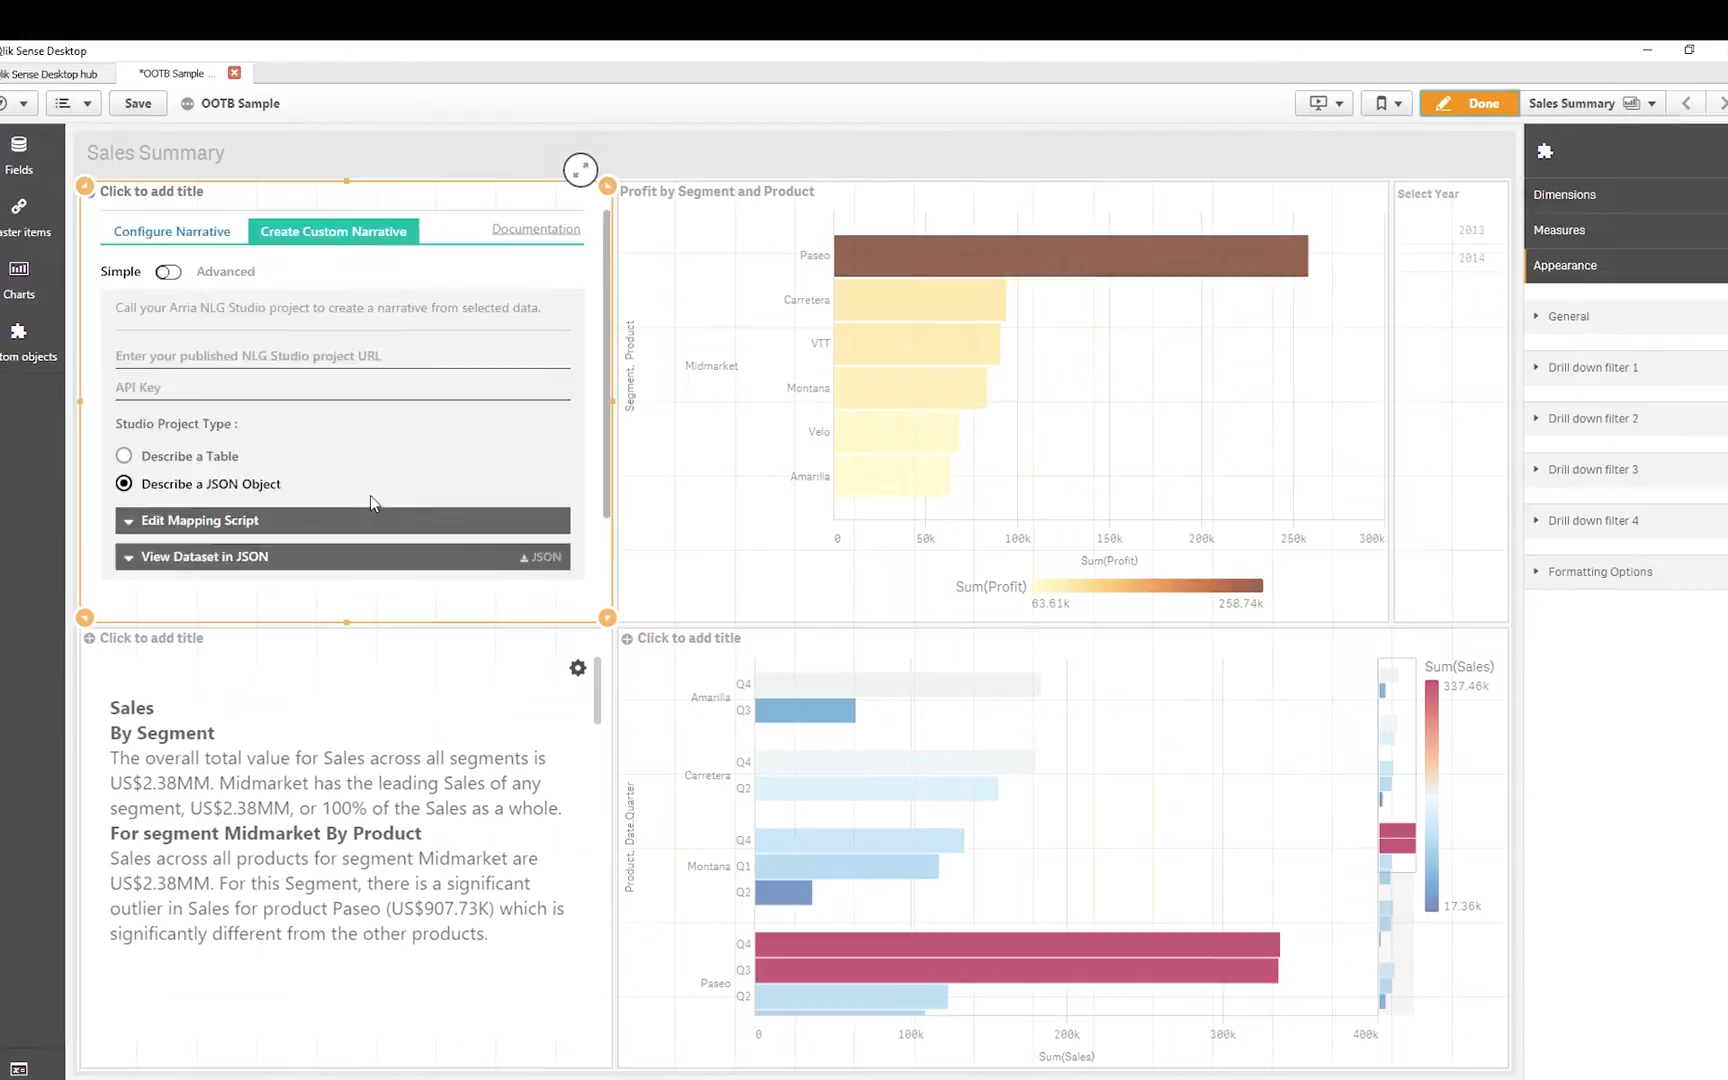 Qlik Sense Desktop
lik Sense Desktop hub
*OOTB Sample ...
Save
OOTB Sample
Done
Sales Summary
Fields
aster items
Charts
tom objects
Sales Summary
Click to add title
Configure Narrative
Create Custom Narrative
Documentation
Simple
Advanced
Call your Arria NLG Studio project to create a narrative from selected data.
Enter your published NLG Studio project URL
API Key
Studio Project Type :
Describe a Table
Describe a JSON Object
Edit Mapping Script
View Dataset in JSON
JSON
Profit by Segment and Product
Segment, Product
Midmarket
Paseo
Carretera
VTT
Montana
Velo
Amarilla
0
50k
100k
150k
200k
250k
300k
Sum(Profit)
Sum(Profit)
63.61k
258.74k
Select Year
2013
2014
Dimensions
Measures
Appearance
General
Drill down filter 1
Drill down filter 2
Drill down filter 3
Drill down filter 4
Formatting Options
Click to add title
Sales
By Segment
The overall total value for Sales across all segments is
US$2.38MM. Midmarket has the leading Sales of any
segment, US$2.38MM, or 100% of the Sales as a whole.
For segment Midmarket By Product
Sales across all products for segment Midmarket are
US$2.38MM. For this Segment, there is a significant
outlier in Sales for product Paseo (US$907.73K) which is
significantly different from the other products.
Click to add title
Product, Date.Quarter
Amarilla
Q4
Q3
Carretera
Q4
Q2
Montana
Q4
Q1
Q2
Paseo
Q4
Q3
Q2
0
100k
200k
300k
400k
Sum(Sales)
Sum(Sales)
337.46k
17.36k